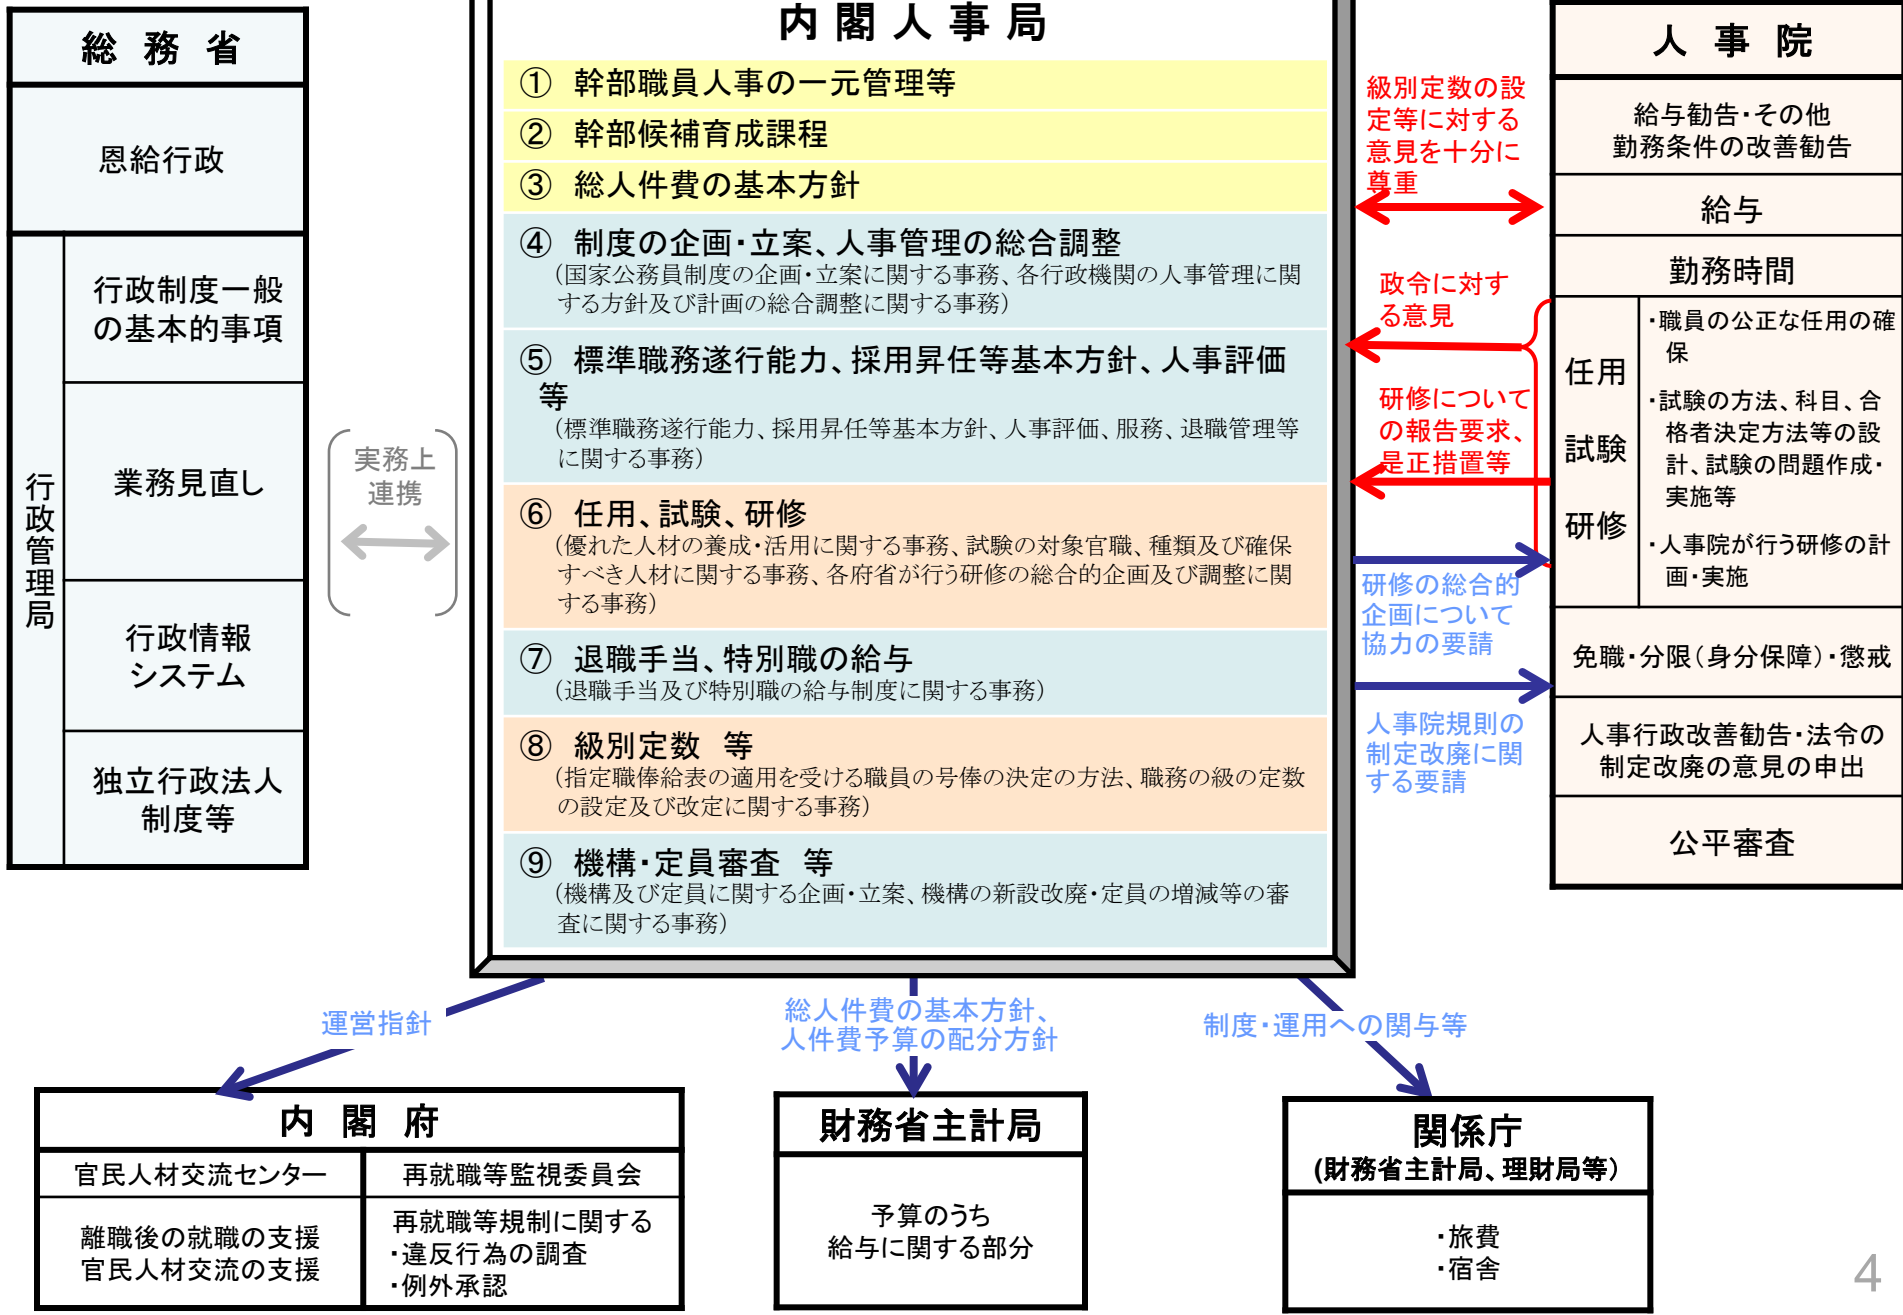 総務省
恩給行政
行政管理局
行政制度一般
の基本的事項
業務見直し
行政情報
システム
独立行政法人
制度等
実務上
連携
内閣人事局
① 幹部職員人事の一元管理等
② 幹部候補育成課程
③ 総人件費の基本方針
④ 制度の企画・立案、人事管理の総合調整
(国家公務員制度の企画・立案に関する事務、各行政機関の人事管理に関
する方針及び計画の総合調整に関する事務)
⑤ 標準職務遂行能力、採用昇任等基本方針、人事評価
等
(標準職務遂行能力、採用昇任等基本方針、人事評価、服務、退職管理等
に関する事務)
⑥ 任用、試験、研修
(優れた人材の養成・活用に関する事務、試験の対象官職、種類及び確保
すべき人材に関する事務、各府省が行う研修の総合的企画及び調整に関
する事務)
⑦ 退職手当、特別職の給与
(退職手当及び特別職の給与制度に関する事務)
⑧ 級別定数 等
(指定職俸給表の適用を受ける職員の号俸の決定の方法、職務の級の定数
の設定及び改定に関する事務)
⑨ 機構・定員審査 等
(機構及び定員に関する企画・立案、機構の新設改廃・定員の増減等の審
査に関する事務)
級別定数の設
定等に対する
意見を十分に
尊重
政令に対す
る意見
研修について
の報告要求、
是正措置等
研修の総合的
企画について
協力の要請
人事院規則の
制定改廃に関
する要請
人事院
給与勧告・その他
勤務条件の改善勧告
給与
勤務時間
任用
試験
研修
・職員の公正な任用の確
保
・試験の方法、科目、合
格者決定方法等の設
計、試験の問題作成・
実施等
・人事院が行う研修の計
画・実施
免職・分限(身分保障)・懲戒
人事行政改善勧告・法令の
制定改廃の意見の申出
公平審査
運営指針
総人件費の基本方針、
人件費予算の配分方針
制度・運用への関与等
内閣府
官民人材交流センター
離職後の就職の支援
官民人材交流の支援
再就職等監視委員会
再就職等規制に関する
・違反行為の調査
・例外承認
財務省主計局
予算のうち
給与に関する部分
関係庁
(財務省主計局、理財局等)
・旅費
・宿舎
4